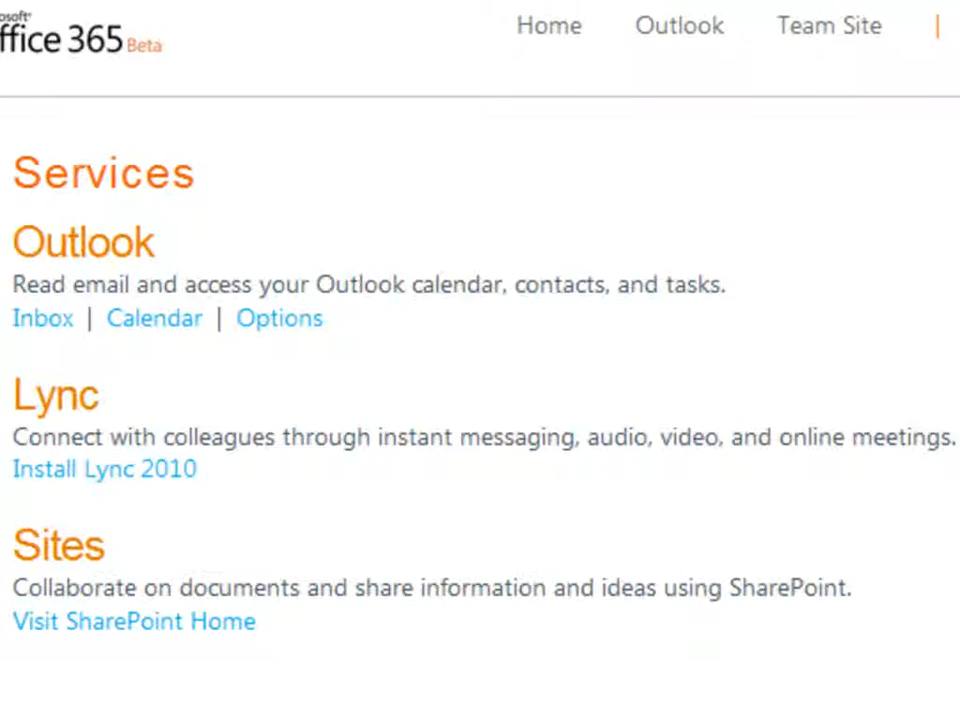 osoft
ffice 365 Beta
Home Outlook Team Site |
Services
Outlook
Read email and access your Outlook calendar, contacts, and tasks.
Inbox | Calendar | Options
Lync
Connect with colleagues through instant messaging, audio, video, and online meetings.
Install Lync 2010
Sites
Collaborate on documents and share information and ideas using SharePoint.
Visit SharePoint Home